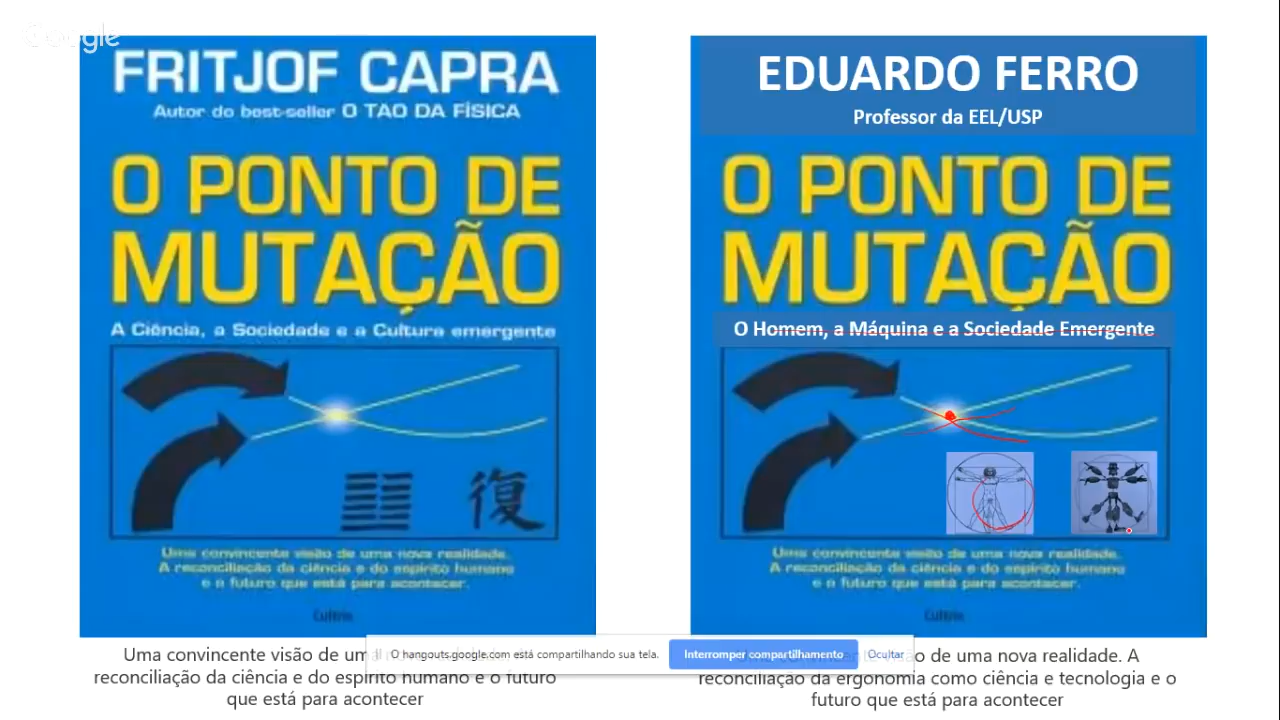 Google
FRITJOF CAPRA
Autor do best-seller O TAO DA FÍSICA
O PONTO DE
MUTAÇÃO
A Ciência, a Sociedade e a Cultura emergente
復
Uma convincente visão de uma nova realidade.
A reconciliação da ciência e do espírito humano
e o futuro que está para acontecer.
Cultrix
Uma convincente visão de um
reconciliação da ciência e do espírito humano e o futuro
que está para acontecer
EDUARDO FERRO
Professor da EEL/USP
O PONTO DE
MUTAÇÃO
O Homem, a Máquina e a Sociedade Emergente
Uma convincente visão de uma nova realidade.
A reconciliação da ciência e do espírito humano
e o futuro que está para acontecer.
Cultrix
visão de uma nova realidade. A
reconciliação da ergonomia como ciência e tecnologia e o
futuro que está para acontecer
O hangouts.google.com está compartilhando sua tela.
Interromper compartilhamento
Ocultar